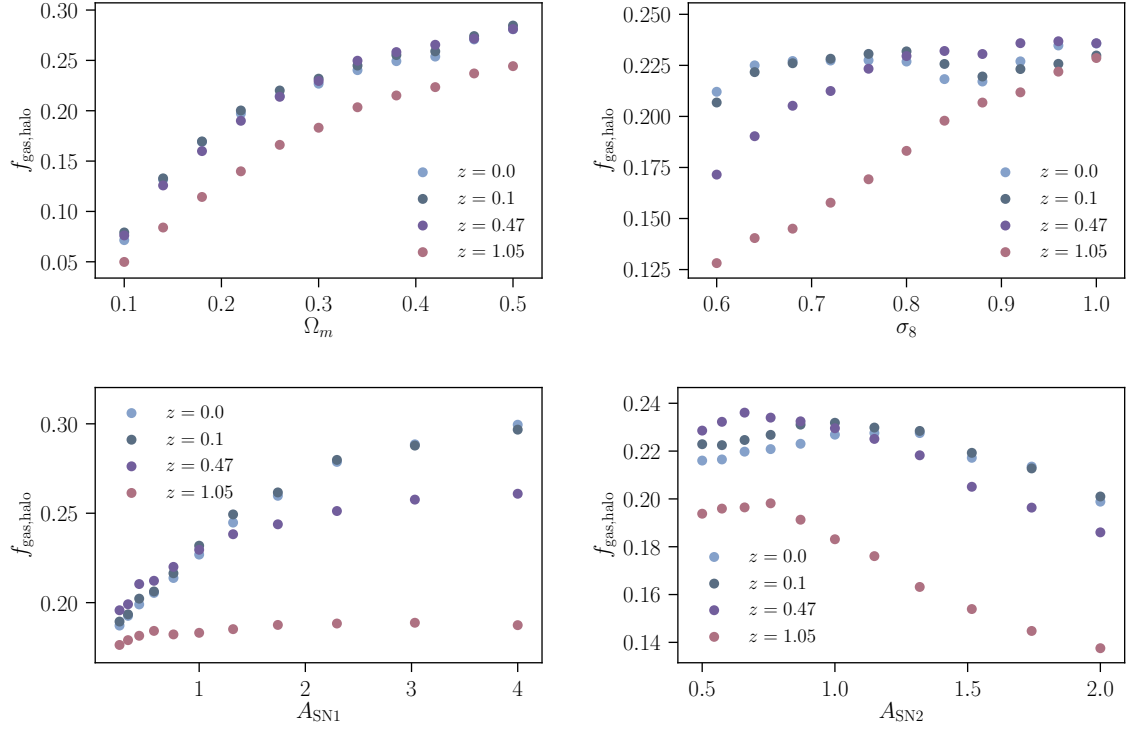 0.30
0.25
0.20
0.15
0.10
0.05
f_gas,halo
z = 0.0
z = 0.1
z = 0.47
z = 1.05
0.1 0.2 0.3 0.4 0.5
Ω_m
0.250
0.225
0.200
0.175
0.150
0.125
f_gas,halo
z = 0.0
z = 0.1
z = 0.47
z = 1.05
0.6 0.7 0.8 0.9 1.0
σ_8
0.30
0.25
0.20
f_gas,halo
z = 0.0
z = 0.1
z = 0.47
z = 1.05
1 2 3 4
A_SN1
0.24
0.22
0.20
0.18
0.16
0.14
f_gas,halo
z = 0.0
z = 0.1
z = 0.47
z = 1.05
0.5 1.0 1.5 2.0
A_SN2